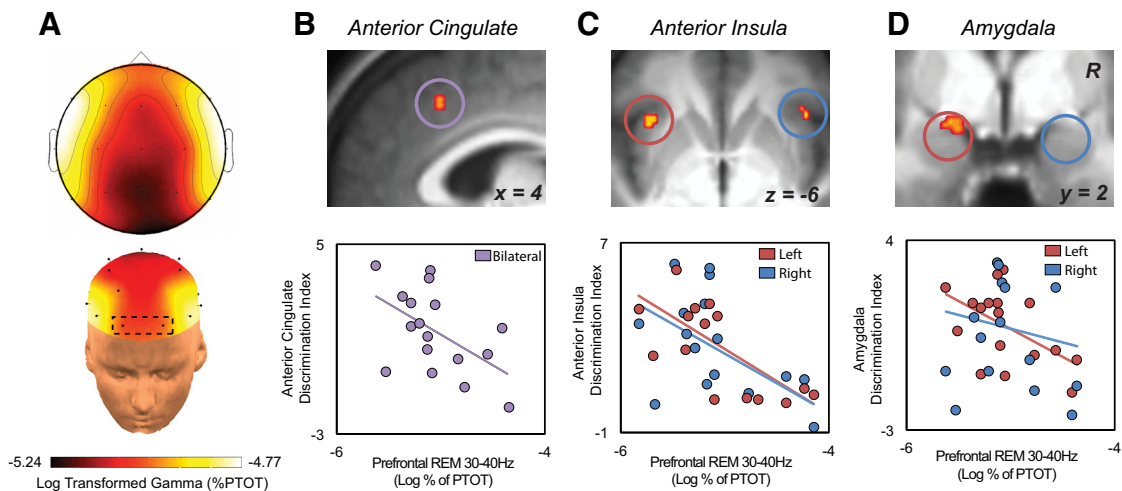 A
-5.24
-4.77
Log Transformed Gamma (%PTOT)
B
Anterior Cingulate
x = 4
5
Bilateral
Anterior Cingulate
Discrimination Index
-3
-6
-4
Prefrontal REM 30-40Hz
(Log % of PTOT)
C
Anterior Insula
z = -6
7
Left
Right
Anterior Insula
Discrimination Index
-1
-6
-4
Prefrontal REM 30-40Hz
(Log % of PTOT)
D
Amygdala
R
y = 2
4
Left
Right
Amygdala
Discrimination Index
-3
-6
-4
Prefrontal REM 30-40Hz
(Log % of PTOT)